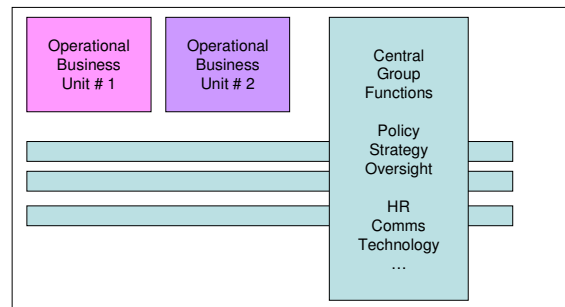 Operational
Business
Unit # 1
Operational
Business
Unit # 2
Central
Group
Functions
Policy
Strategy
Oversight
HR
Comms
Technology
…